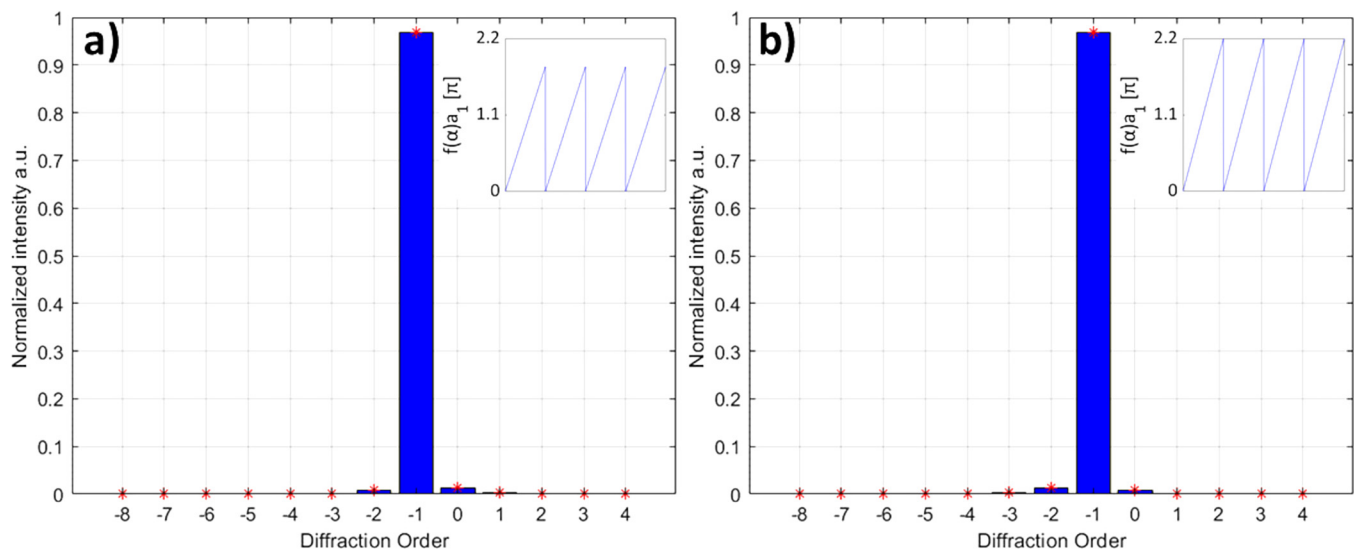 a)
1
0.9
0.8
0.7
0.6
0.5
0.4
0.3
0.2
0.1
0
Normalized intensity a.u.
-8 -7 -6 -5 -4 -3 -2 -1 0 1 2 3 4
Diffraction Order
2.2
1.1
0
f(α)a₁ [π]
b)
1
0.9
0.8
0.7
0.6
0.5
0.4
0.3
0.2
0.1
0
Normalized intensity a.u.
-8 -7 -6 -5 -4 -3 -2 -1 0 1 2 3 4
Diffraction Order
2.2
1.1
0
f(α)a₁ [π]